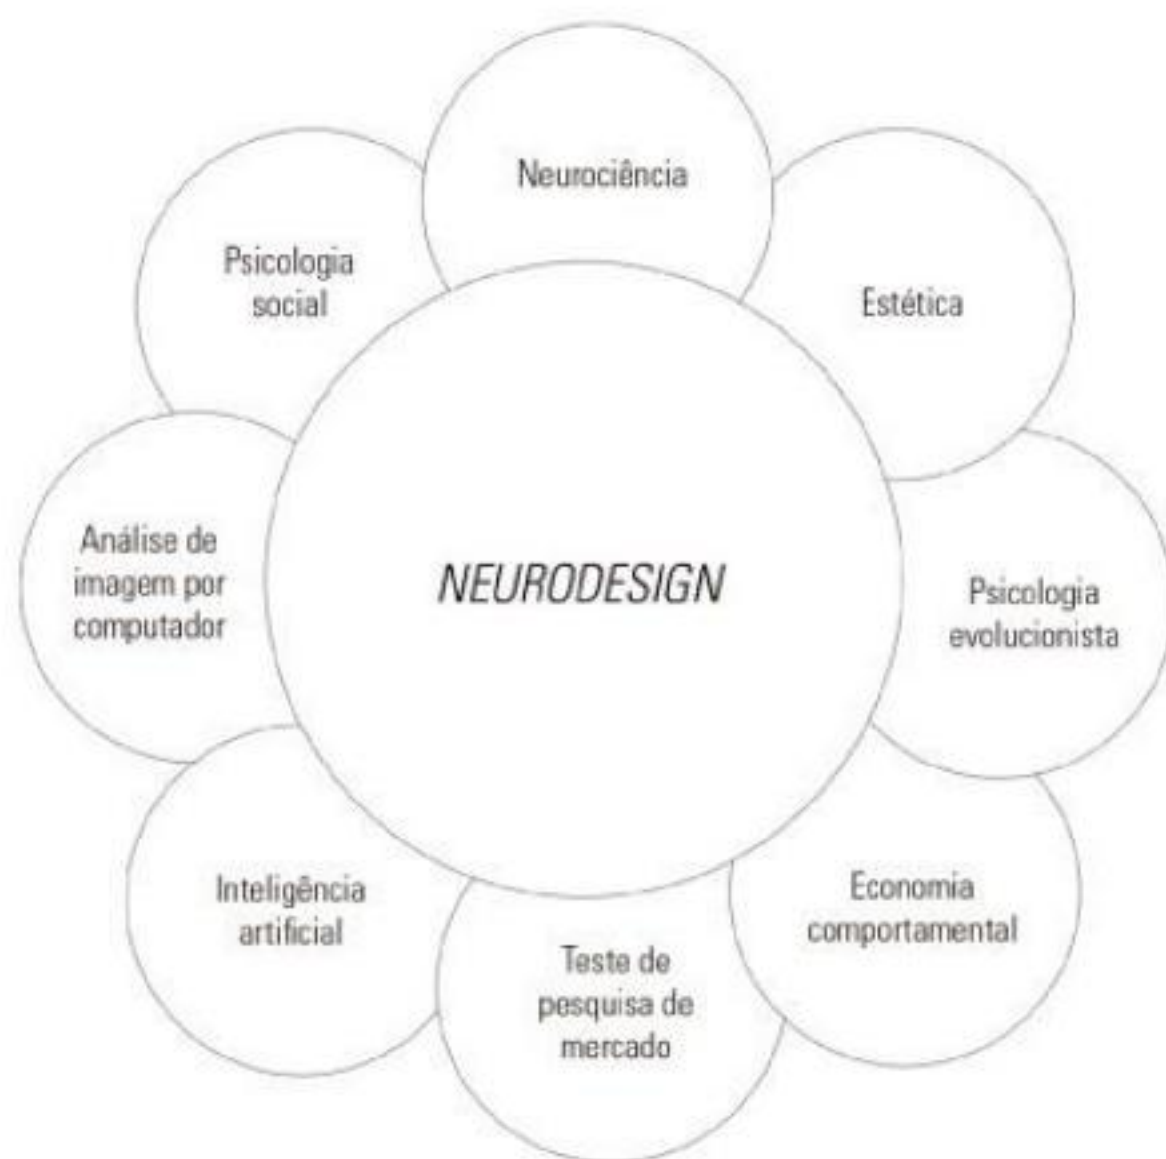 Neurociência
Psicologia
social
Estética
Análise de
imagem por
computador
NEURODESIGN
Psicologia
evolucionista
Inteligência
artificial
Economia
comportamental
Teste de
pesquisa de
mercado